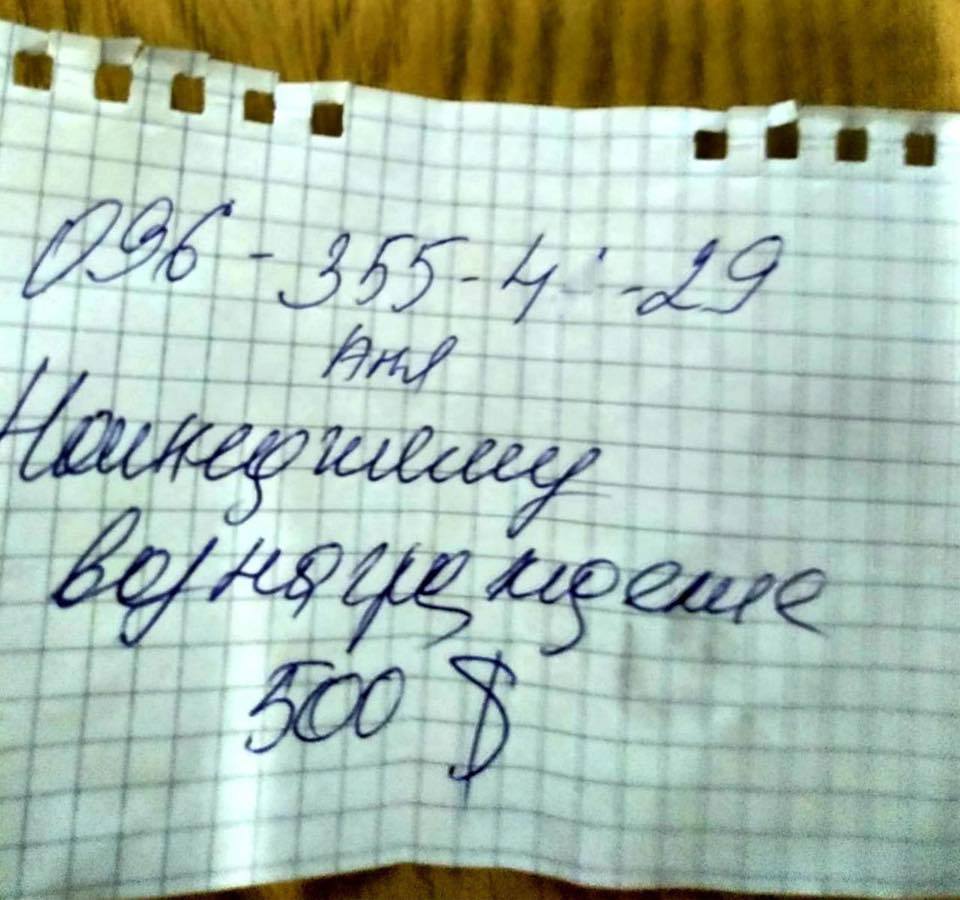 096-355-4 -29
Аня
Нашедшему
вознаграждение
500 $